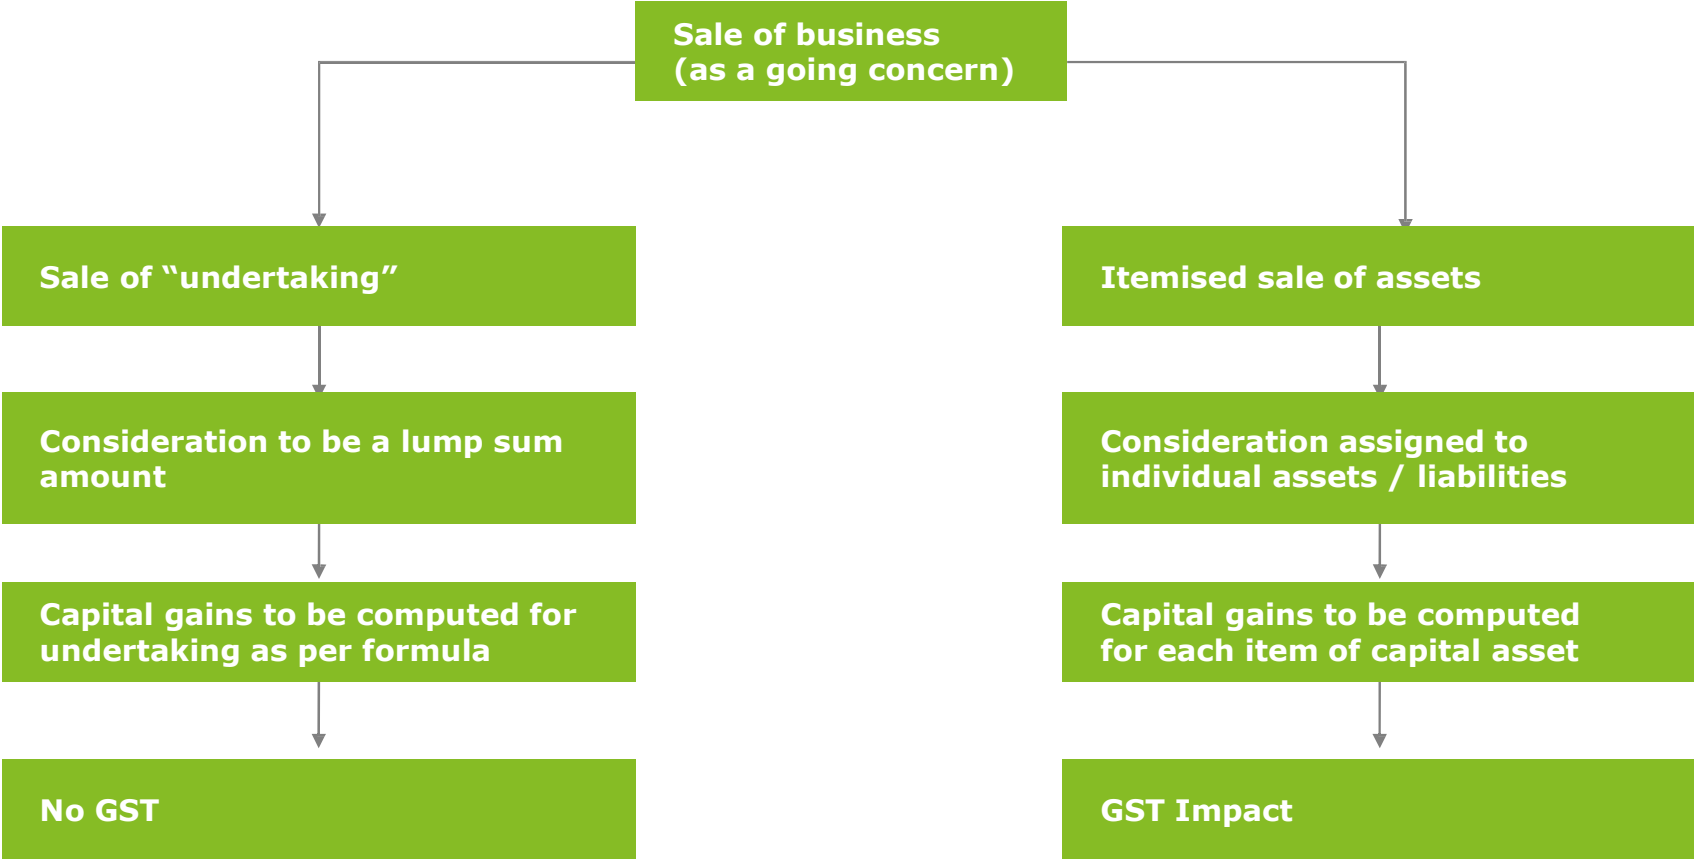 Sale of business
(as a going concern)
Sale of “undertaking”
Consideration to be a lump sum
amount
Capital gains to be computed for
undertaking as per formula
No GST
Itemised sale of assets
Consideration assigned to
individual assets / liabilities
Capital gains to be computed
for each item of capital asset
GST Impact